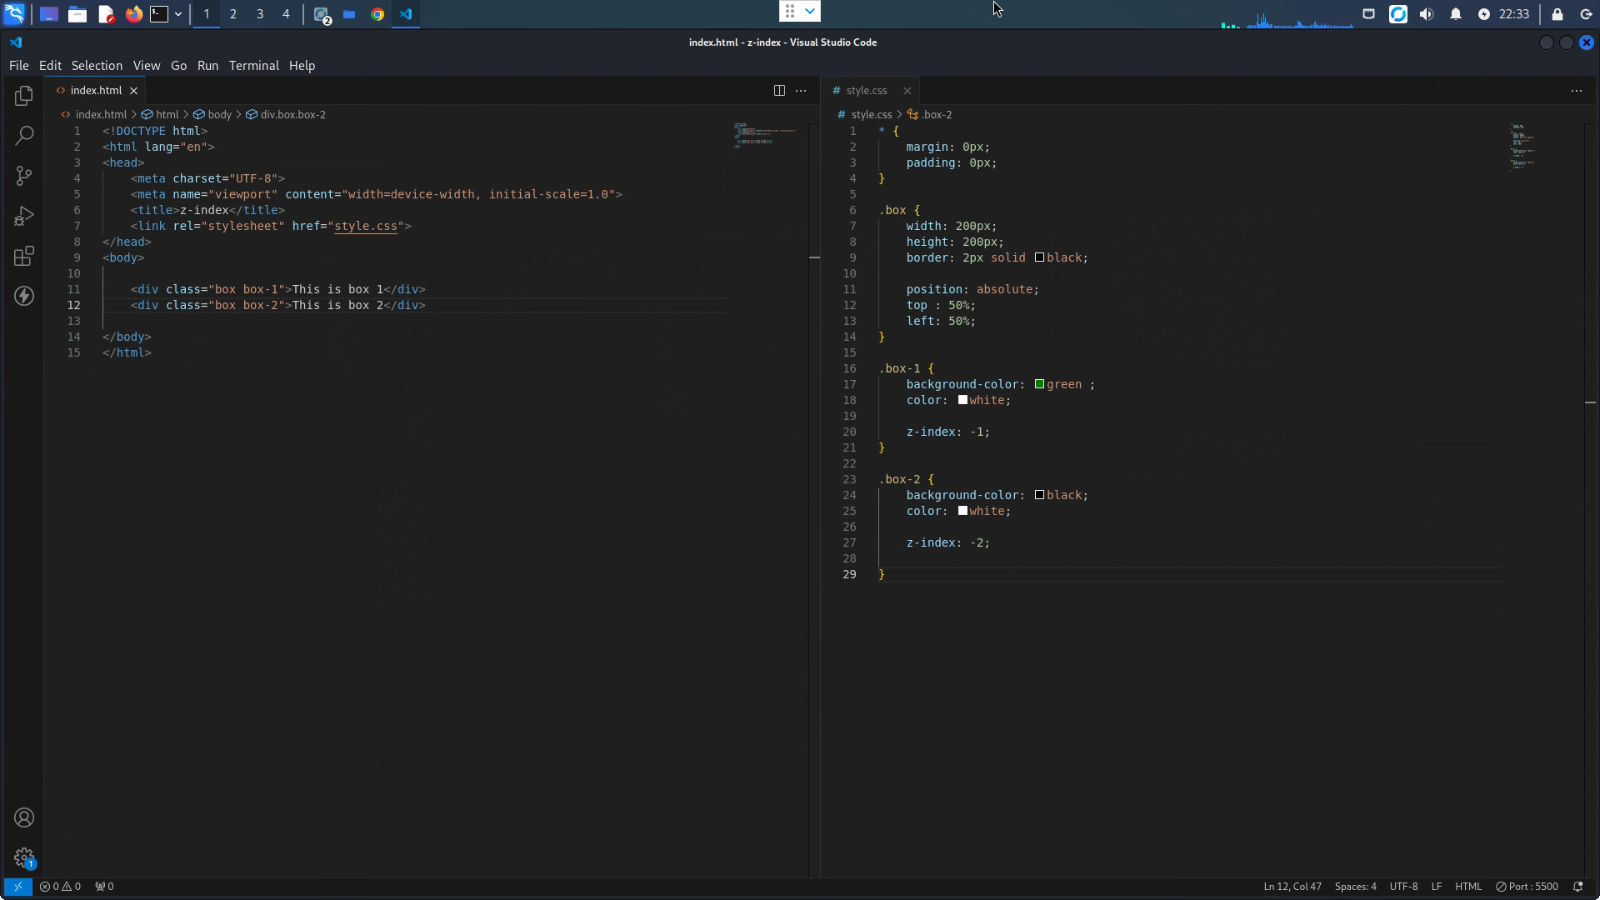 1 2 3 4
2
22:33
index.html - z-index - Visual Studio Code
File Edit Selection View Go Run Terminal Help
index.html
index.html > html > body > div.box.box-2
1 <!DOCTYPE html>
2 <html lang="en">
3 <head>
4 <meta charset="UTF-8">
5 <meta name="viewport" content="width=device-width, initial-scale=1.0">
6 <title>z-index</title>
7 <link rel="stylesheet" href="style.css">
8 </head>
9 <body>
10
11 <div class="box box-1">This is box 1</div>
12 <div class="box box-2">This is box 2</div>
13
14 </body>
15 </html>
# style.css
# style.css > .box-2
1 * {
2 margin: 0px;
3 padding: 0px;
4 }
5
6 .box {
7 width: 200px;
8 height: 200px;
9 border: 2px solid black;
10
11 position: absolute;
12 top : 50%;
13 left: 50%;
14 }
15
16 .box-1 {
17 background-color: green ;
18 color: white;
19
20 z-index: -1;
21 }
22
23 .box-2 {
24 background-color: black;
25 color: white;
26
27 z-index: -2;
28
29 }
1
0 0 0
Ln 12, Col 47 Spaces: 4 UTF-8 LF HTML Port : 5500